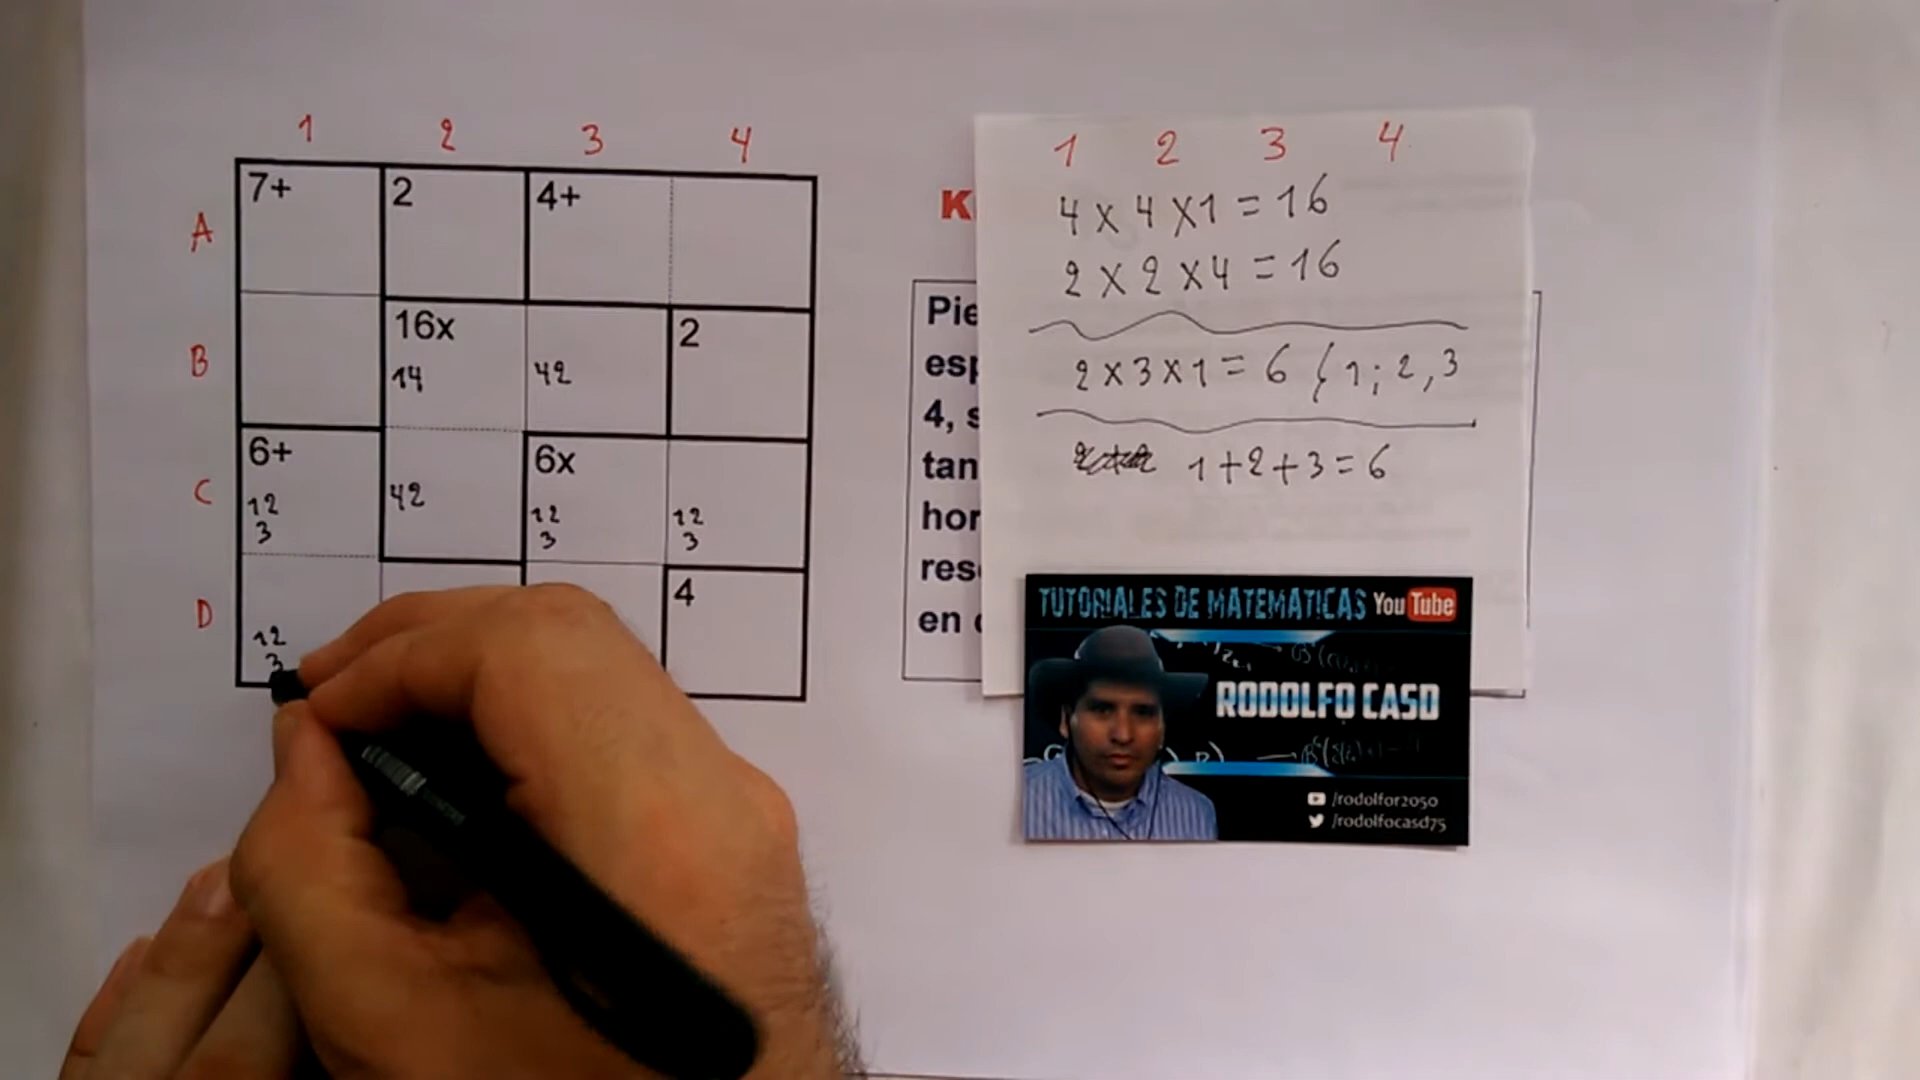 1 2 3 4
A 7+ 2 4+
B 16x 2
14 42
C 6+ 6x
12 42 12 12
3 3 3
D 4
12
3
K
Pie
esp
4, s
tan
hor
res
en
1 2 3 4
4 x 4 x 1 = 16
2 x 2 x 4 = 16
2 x 3 x 1 = 6 { 1; 2, 3
1 + 2 + 3 = 6
TUTORIALES DE MATEMATICAS YouTube
RODOLFO CASD
/rodolfor2050
/rodolfocasd75